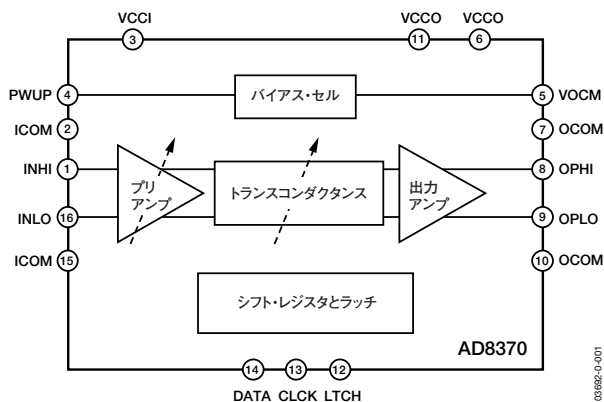 VCCI
VCCO
VCCO
3
11
6
PWUP 4
バイアス・セル
5 VOCM
ICOM 2
7 OCOM
INHI 1
プリ
アンプ
トランスコンダクタンス
出力
アンプ
8 OPHI
INLO 16
9 OPLO
ICOM 15
10 OCOM
シフト・レジスタとラッチ
AD8370
14
13
12
DATA CLCK LTCH
03692-0-001